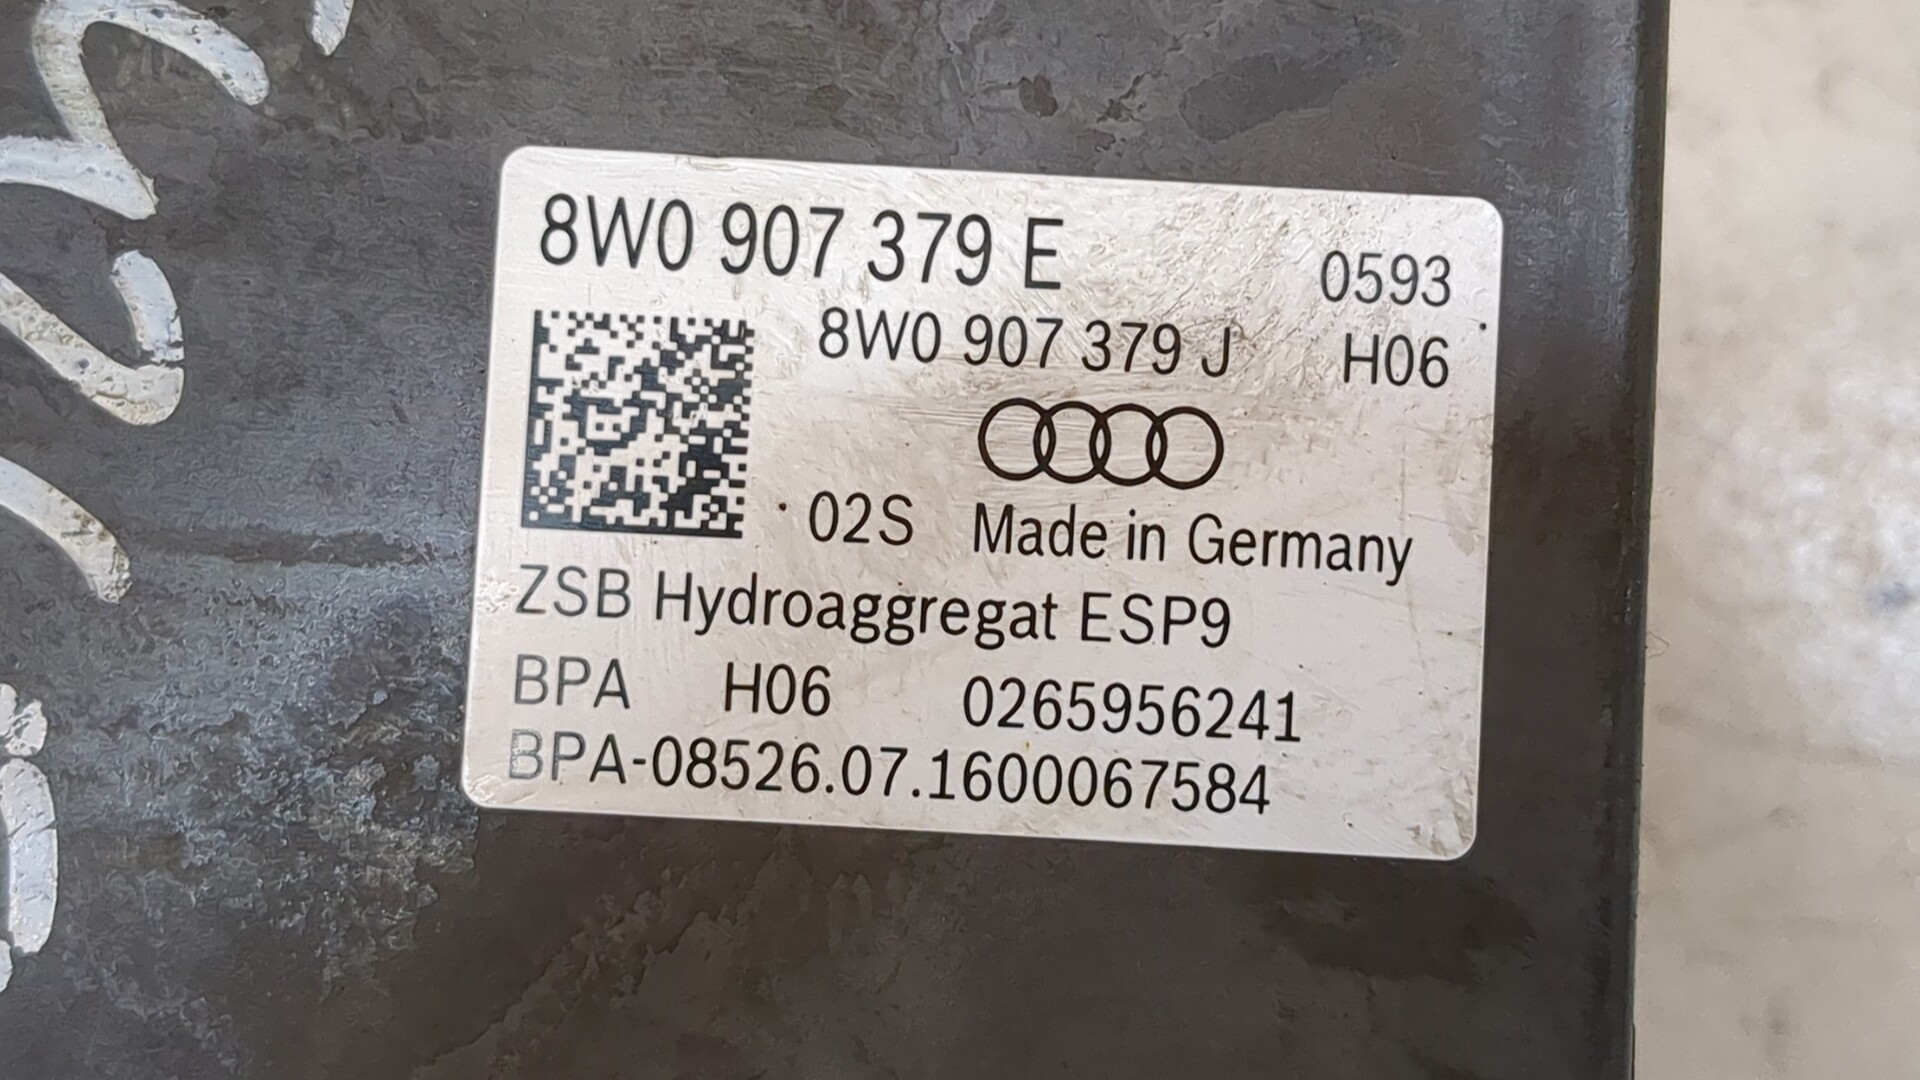 8W0 907 379 E
0593
8W0 907 379 J H06
02S Made in Germany
ZSB Hydroaggregat ESP9
BPA H06 0265956241
BPA-08526.07.1600067584